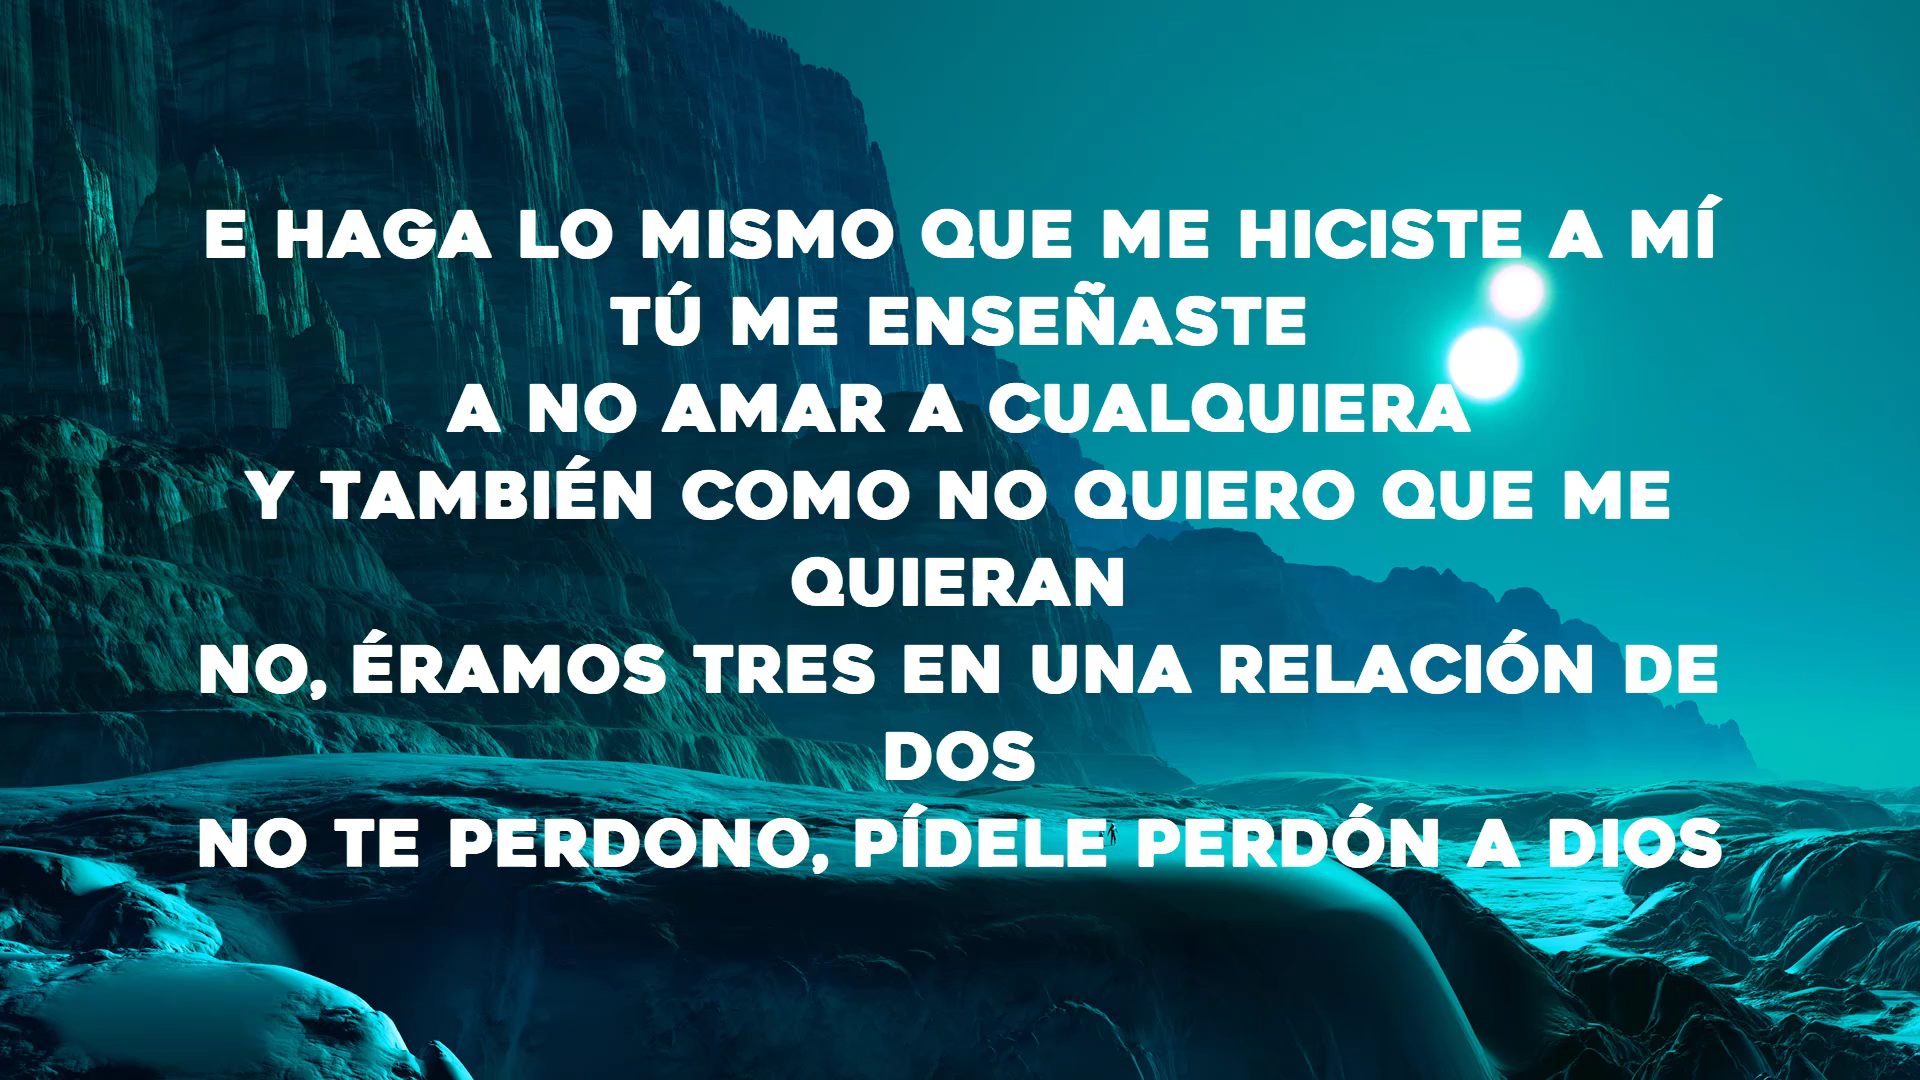 E HAGA LO MISMO QUE ME HICISTE A MÍ
TÚ ME ENSEÑASTE
A NO AMAR A CUALQUIERA
Y TAMBIÉN COMO NO QUIERO QUE ME
QUIERAN
NO, ÉRAMOS TRES EN UNA RELACIÓN DE
DOS
NO TE PERDONO, PÍDELE PERDÓN A DIOS